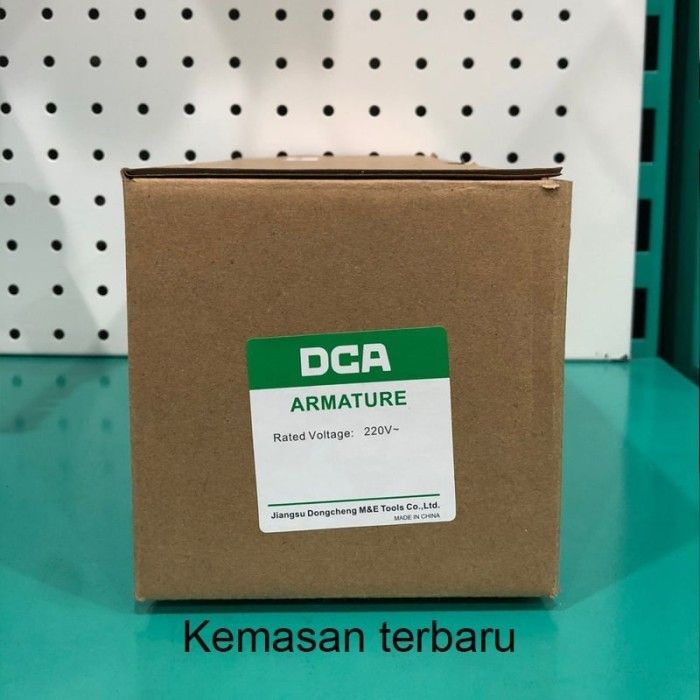 DCA
ARMATURE
Rated Voltage: 220V~
Jiangsu Dongcheng M&E Tools Co.,Ltd.
MADE IN CHINA
Kemasan terbaru